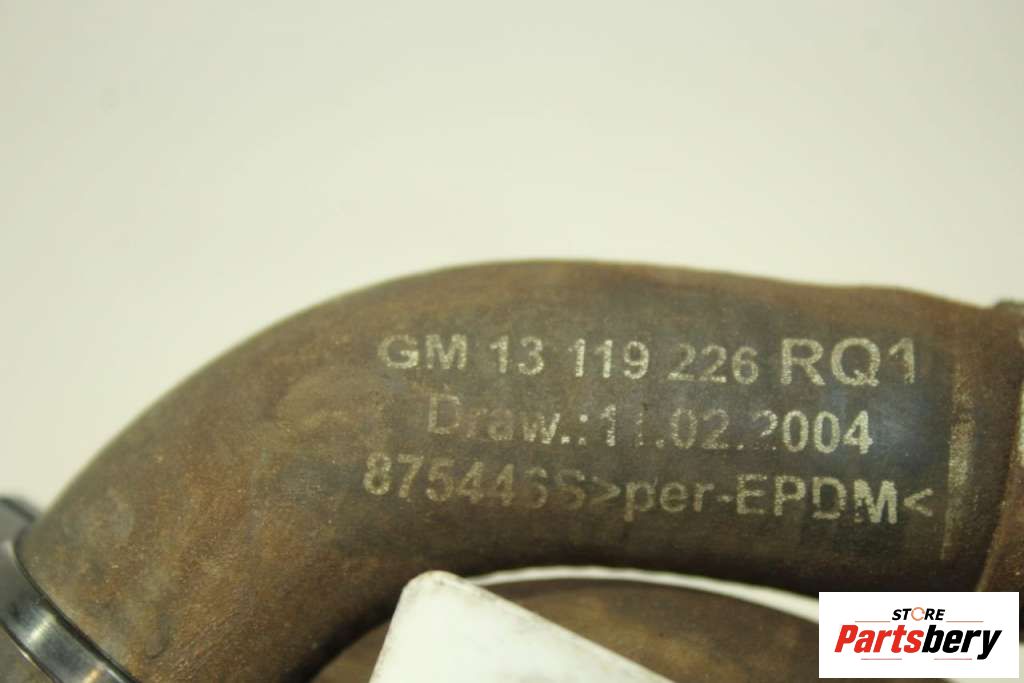 GM 13 119 226 RQ1
Draw.:11.02.2004
875446S>per-EPDM<
STORE
Partsbery